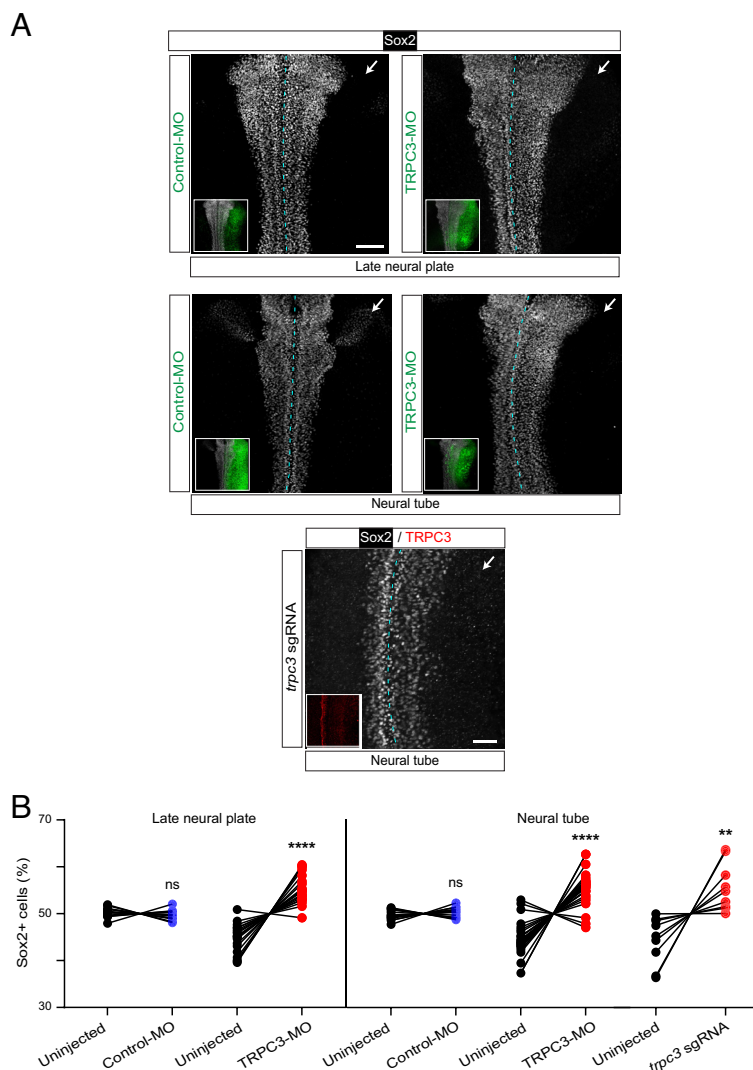 A
Sox2
Control-MO
TRPC3-MO
Late neural plate
Control-MO
TRPC3-MO
Neural tube
Sox2 / TRPC3
trpc3 sgRNA
Neural tube
B
Late neural plate
Neural tube
Sox2+ cells (%)
70
50
30
ns
****
ns
****
**
Uninjected
Control-MO
Uninjected
TRPC3-MO
Uninjected
Control-MO
Uninjected
TRPC3-MO
Uninjected
trpc3 sgRNA